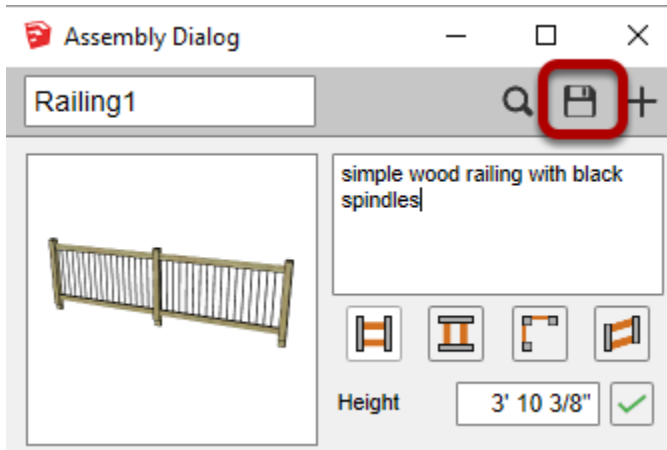 Assembly Dialog
Railing1
simple wood railing with black
spindles
Height
3' 10 3/8"